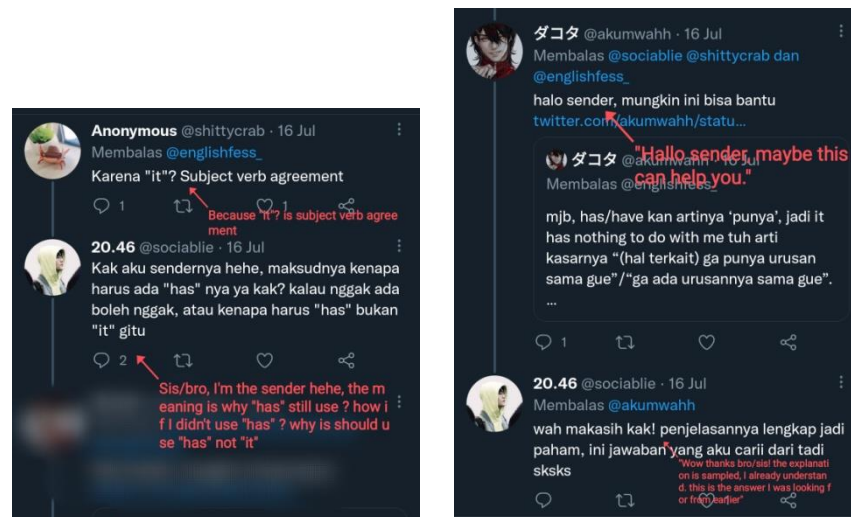 Anonymous @shittycrab · 16 Jul
Membalas @englishfess_
Karena "it"? Subject verb agreement
1 1
Because "it"? is subject verb agree
ment
20.46 @sociablie · 16 Jul
Kak aku sendernya hehe, maksudnya kenapa
harus ada "has" nya ya kak? kalau nggak ada
boleh nggak, atau kenapa harus "has" bukan
"it" gitu
2
Sis/bro, I'm the sender hehe, the m
eaning is why "has" still use ? how i
f I didn't use "has" ? why is should u
se "has" not "it"
ダコタ @akumwahh · 16 Jul
Membalas @sociablie @shittycrab dan
@englishfess_
halo sender, mungkin ini bisa bantu
twitter.com/akumwahh/statu...
"Hallo sender, maybe this
can help you."
ダコタ @akumwahh · 16 Jul
Membalas @englishfess_
mjb, has/have kan artinya 'punya', jadi it
has nothing to do with me tuh arti
kasarnya "(hal terkait) ga punya urusan
sama gue"/"ga ada urusannya sama gue".
...
1
20.46 @sociablie · 16 Jul
Membalas @akumwahh
wah makasih kak! penjelasannya lengkap jadi
paham, ini jawaban yang aku carii dari tadi
sksks
"Wow thanks bro/sis! the explanati
on is sampled, I already understan
d. this is the answer I was looking f
or from earlier"